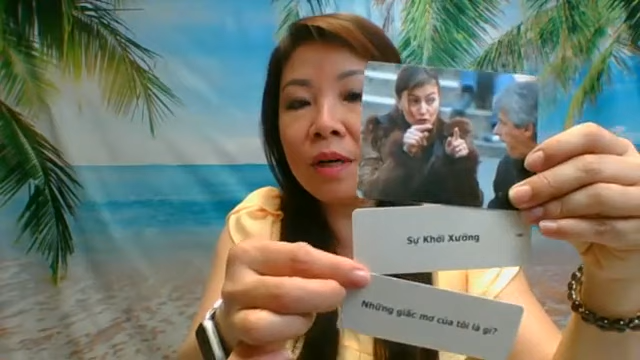 Sự Khởi Xướng
Những giấc mơ của tôi là gì?